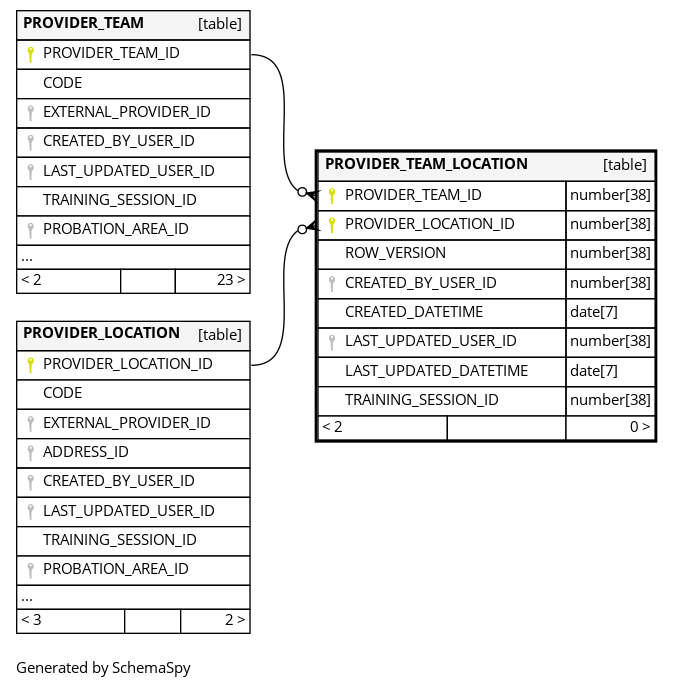 PROVIDER_TEAM [table]
PROVIDER_TEAM_ID
CODE
EXTERNAL_PROVIDER_ID
CREATED_BY_USER_ID
LAST_UPDATED_USER_ID
TRAINING_SESSION_ID
PROBATION_AREA_ID
...
< 2 23 >
PROVIDER_LOCATION [table]
PROVIDER_LOCATION_ID
CODE
EXTERNAL_PROVIDER_ID
ADDRESS_ID
CREATED_BY_USER_ID
LAST_UPDATED_USER_ID
TRAINING_SESSION_ID
PROBATION_AREA_ID
...
< 3 2 >
PROVIDER_TEAM_LOCATION [table]
PROVIDER_TEAM_ID number[38]
PROVIDER_LOCATION_ID number[38]
ROW_VERSION number[38]
CREATED_BY_USER_ID number[38]
CREATED_DATETIME date[7]
LAST_UPDATED_USER_ID number[38]
LAST_UPDATED_DATETIME date[7]
TRAINING_SESSION_ID number[38]
< 2 0 >
Generated by SchemaSpy